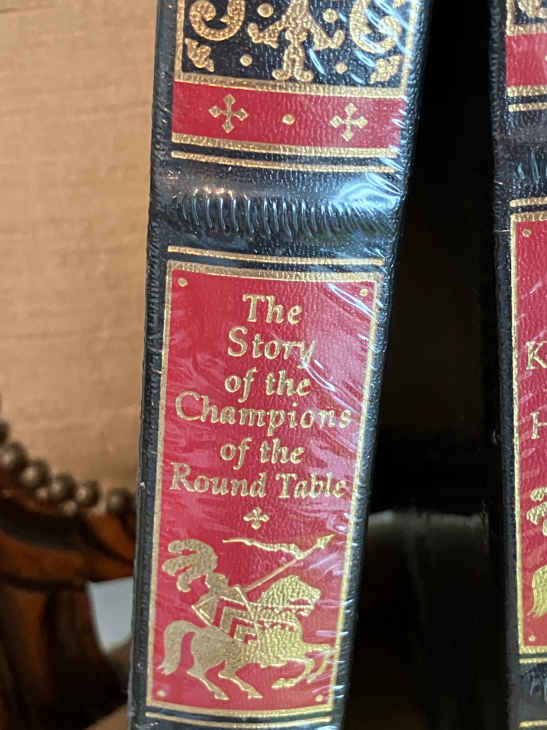 The
Story
of the
Champions
of the
Round Table
K
H